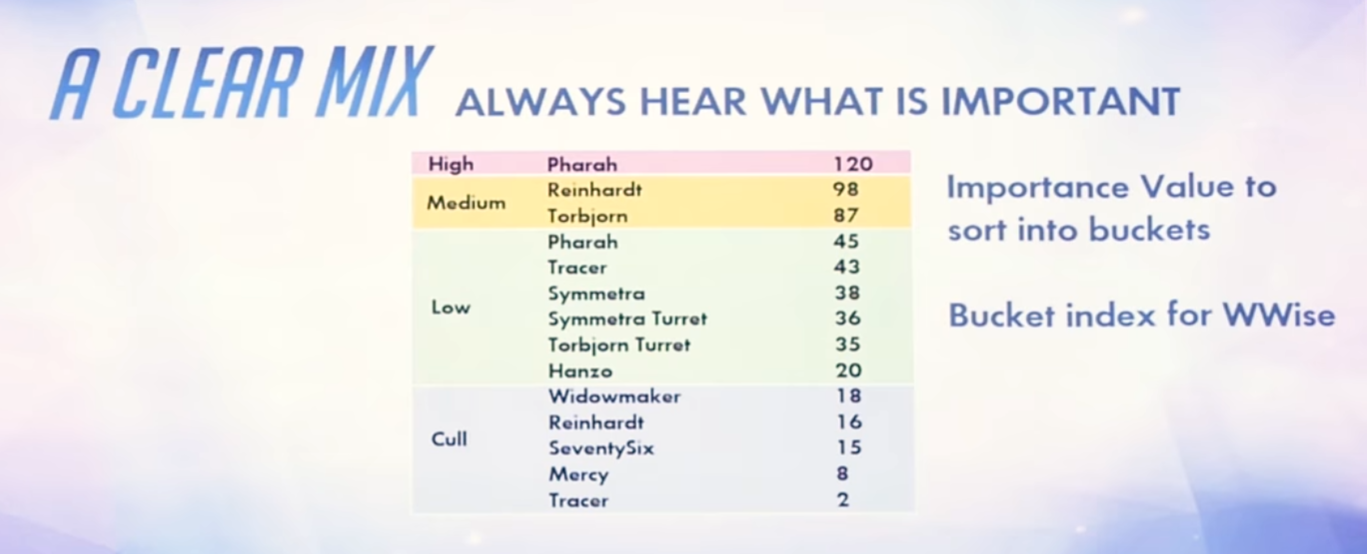 A CLEAR MIX ALWAYS HEAR WHAT IS IMPORTANT
High Pharah 120
Medium
Reinhardt 98
Torbjorn 87
Low
Pharah 45
Tracer 43
Symmetra 38
Symmetra Turret 36
Torbjorn Turret 35
Hanzo 20
Cull
Widowmaker 18
Reinhardt 16
SeventySix 15
Mercy 8
Tracer 2
Importance Value to
sort into buckets
Bucket index for WWise